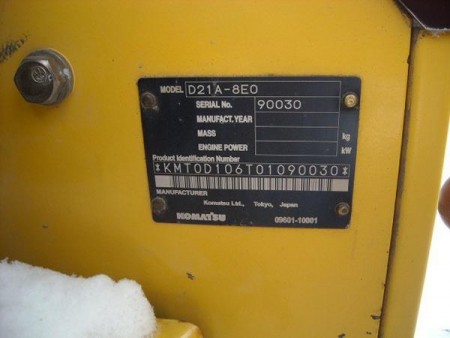 MODEL D21A-8E0
SERIAL No. 90030
MANUFACT. YEAR
MASS kg
ENGINE POWER kW
Product Identification Number
*KMT0D106T01090030*
MANUFACTURER
Komatsu Ltd., Tokyo, Japan
KOMATSU 09601-10801